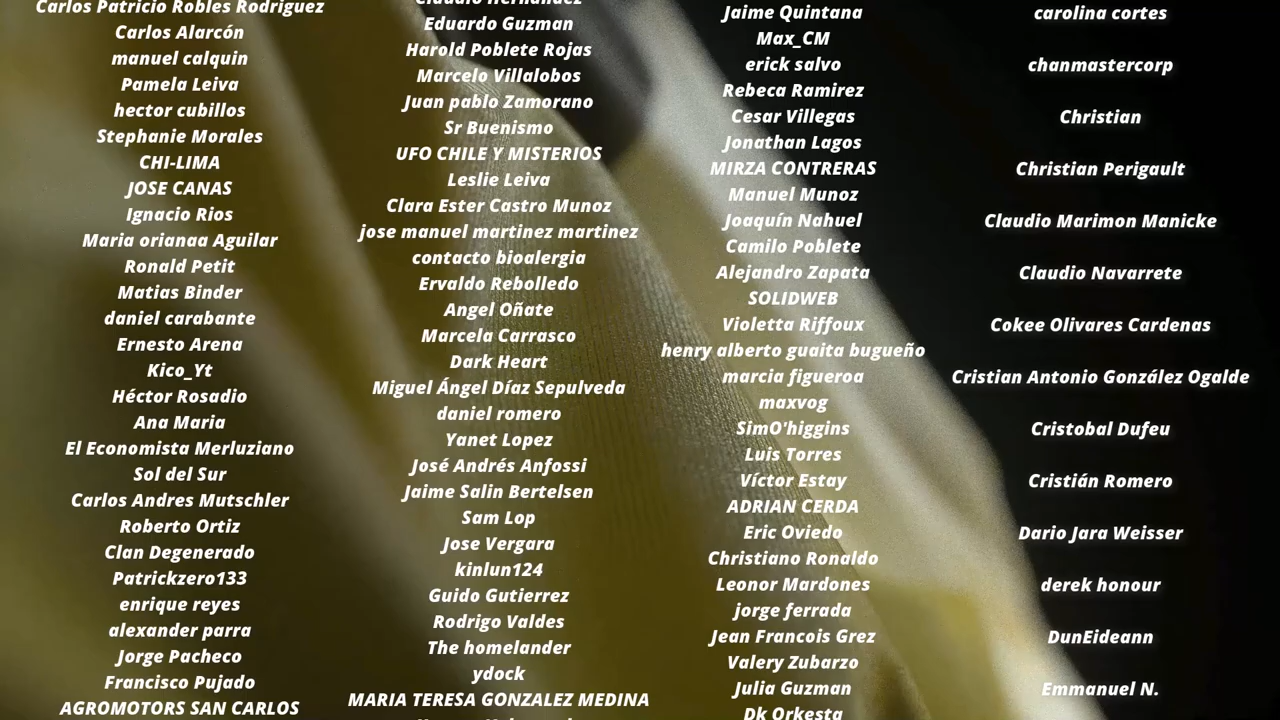 Carlos Patricio Robles Rodriguez
Carlos Alarcón
manuel calquin
Pamela Leiva
hector cubillos
Stephanie Morales
CHI-LIMA
JOSE CANAS
Ignacio Rios
Maria orianaa Aguilar
Ronald Petit
Matias Binder
daniel carabante
Ernesto Arena
Kico_Yt
Héctor Rosadio
Ana Maria
El Economista Merluziano
Sol del Sur
Carlos Andres Mutschler
Roberto Ortiz
Clan Degenerado
Patrickzero133
enrique reyes
alexander parra
Jorge Pacheco
Francisco Pujado
AGROMOTORS SAN CARLOS
Claudio Hernandez
Eduardo Guzman
Harold Poblete Rojas
Marcelo Villalobos
Juan pablo Zamorano
Sr Buenismo
UFO CHILE Y MISTERIOS
Leslie Leiva
Clara Ester Castro Munoz
jose manuel martinez martinez
contacto bioalergia
Ervaldo Rebolledo
Angel Oñate
Marcela Carrasco
Dark Heart
Miguel Ángel Díaz Sepulveda
daniel romero
Yanet Lopez
José Andrés Anfossi
Jaime Salin Bertelsen
Sam Lop
Jose Vergara
kinlun124
Guido Gutierrez
Rodrigo Valdes
The homelander
ydock
MARIA TERESA GONZALEZ MEDINA
Jaime Quintana
Max_CM
erick salvo
Rebeca Ramirez
Cesar Villegas
Jonathan Lagos
MIRZA CONTRERAS
Manuel Munoz
Joaquín Nahuel
Camilo Poblete
Alejandro Zapata
SOLIDWEB
Violetta Riffoux
henry alberto guaita bugueño
marcia figueroa
maxvog
SimO'higgins
Luis Torres
Víctor Estay
ADRIAN CERDA
Eric Oviedo
Christiano Ronaldo
Leonor Mardones
jorge ferrada
Jean Francois Grez
Valery Zubarzo
Julia Guzman
Dk Orkesta
carolina cortes
chanmastercorp
Christian
Christian Perigault
Claudio Marimon Manicke
Claudio Navarrete
Cokee Olivares Cardenas
Cristian Antonio González Ogalde
Cristobal Dufeu
Cristián Romero
Dario Jara Weisser
derek honour
DunEideann
Emmanuel N.